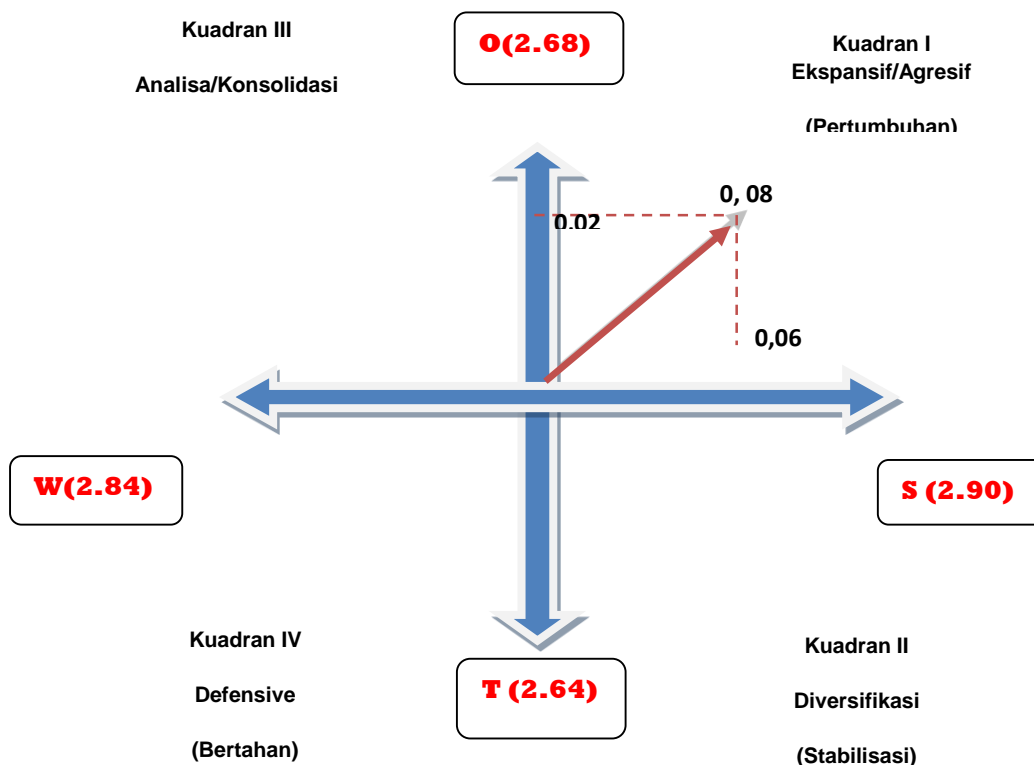 Kuadran III
Analisa/Konsolidasi
O(2.68)
Kuadran I
Ekspansif/Agresif
(Pertumbuhan)
0, 08
0.02
0,06
W(2.84)
S (2.90)
Kuadran IV
Defensive
(Bertahan)
T (2.64)
Kuadran II
Diversifikasi
(Stabilisasi)